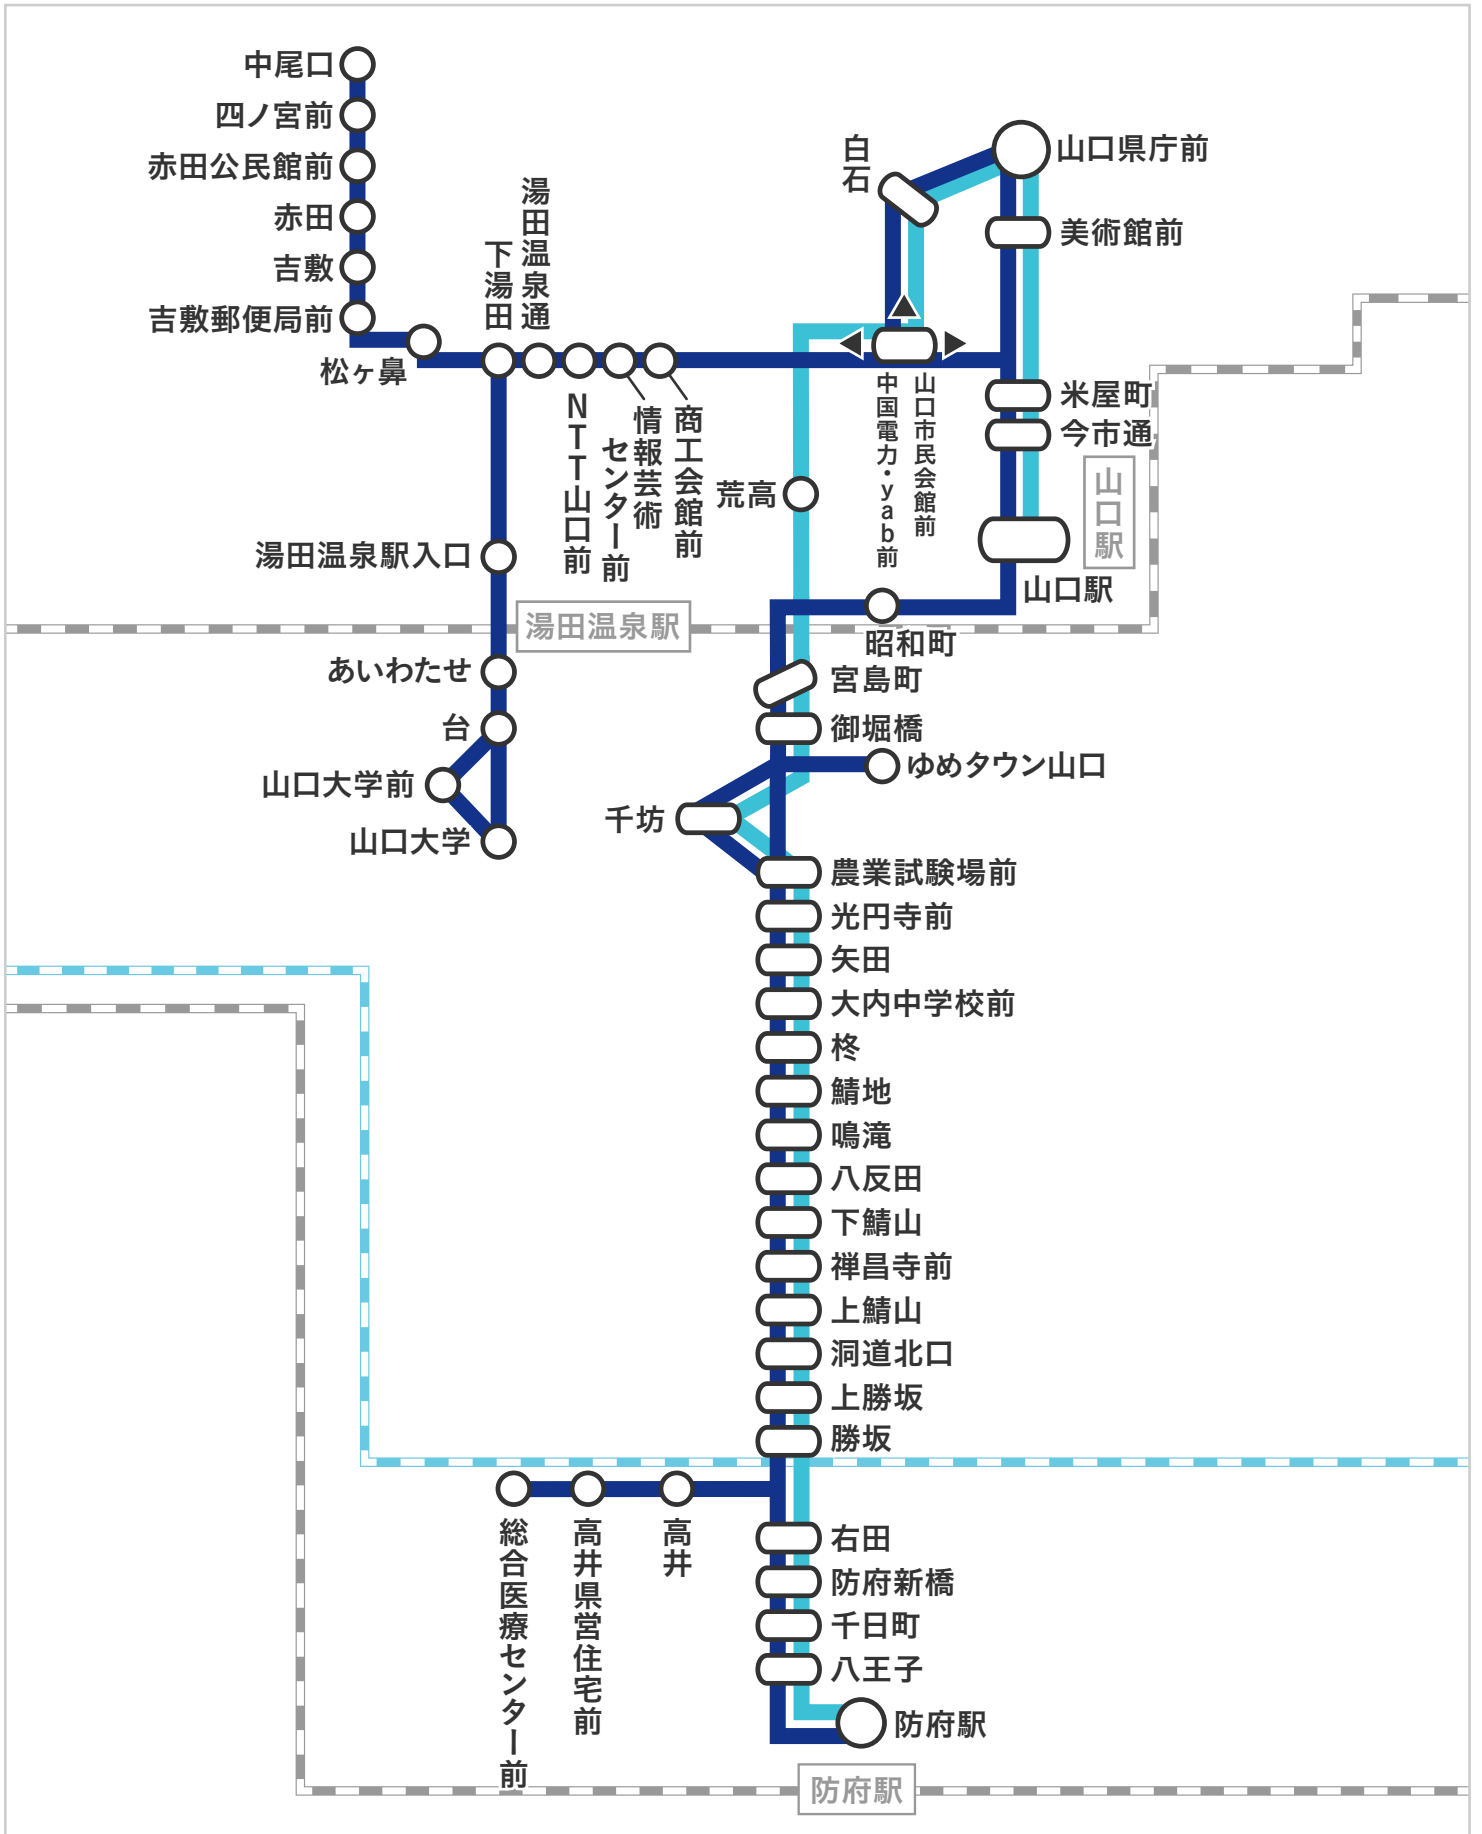 中尾口
四ノ宮前
赤田公民館前
赤田
吉敷
吉敷郵便局前
松ヶ鼻
下湯田
湯田温泉通
NTT山口前
情報芸術
センター前
商工会館前
白石
山口県庁前
美術館前
山口市民会館前
中国電力・yab前
米屋町
今市通
山口駅
山口駅
荒高
昭和町
湯田温泉駅入口
湯田温泉駅
あいわたせ
台
山口大学前
山口大学
宮島町
御堀橋
ゆめタウン山口
千坊
農業試験場前
光円寺前
矢田
大内中学校前
柊
鯖地
鳴滝
八反田
下鯖山
禅昌寺前
上鯖山
洞道北口
上勝坂
勝坂
総合医療センター前
高井県営住宅前
高井
右田
防府新橋
千日町
八王子
防府駅
防府駅